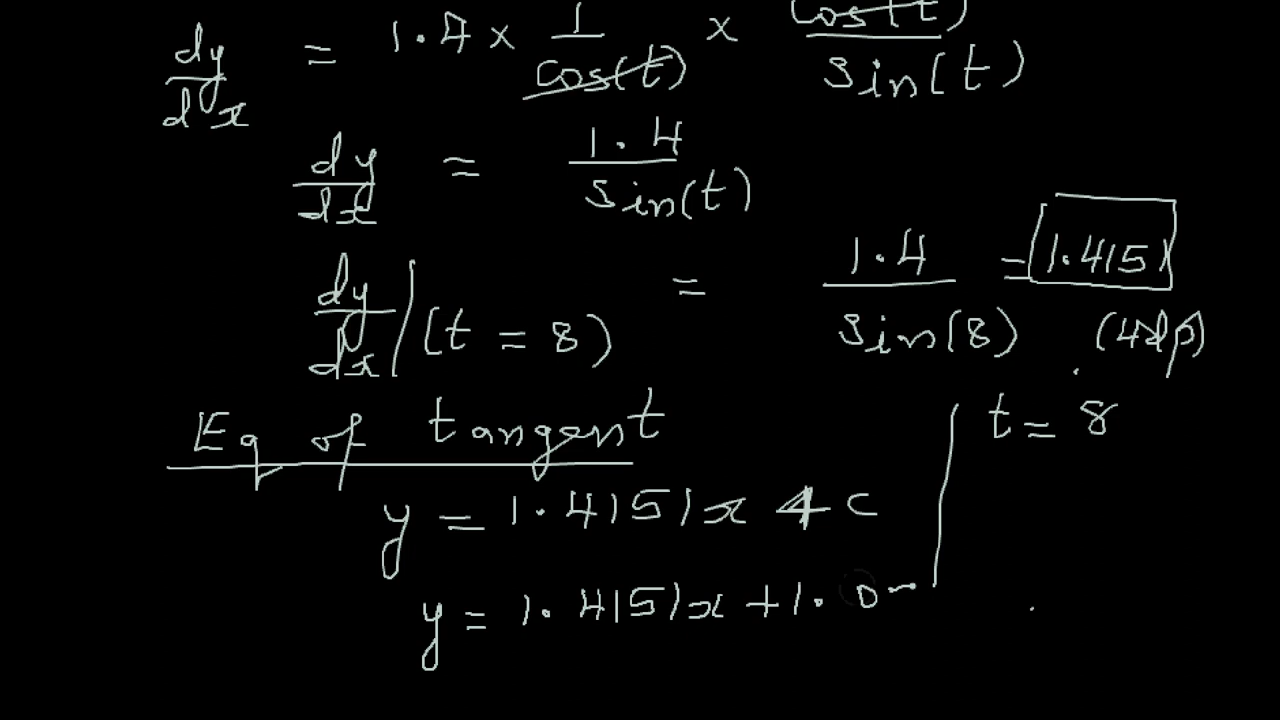 dy/dx = 1.4 × 1/cos(t) × cos(t)/sin(t)
dy/dx = 1.4/sin(t)
dy/dx | (t = 8) = 1.4/sin(8) = 1.4151 (4dp)
Eq of tangent
t = 8
y = 1.4151x + c
y = 1.4151x + 1.0